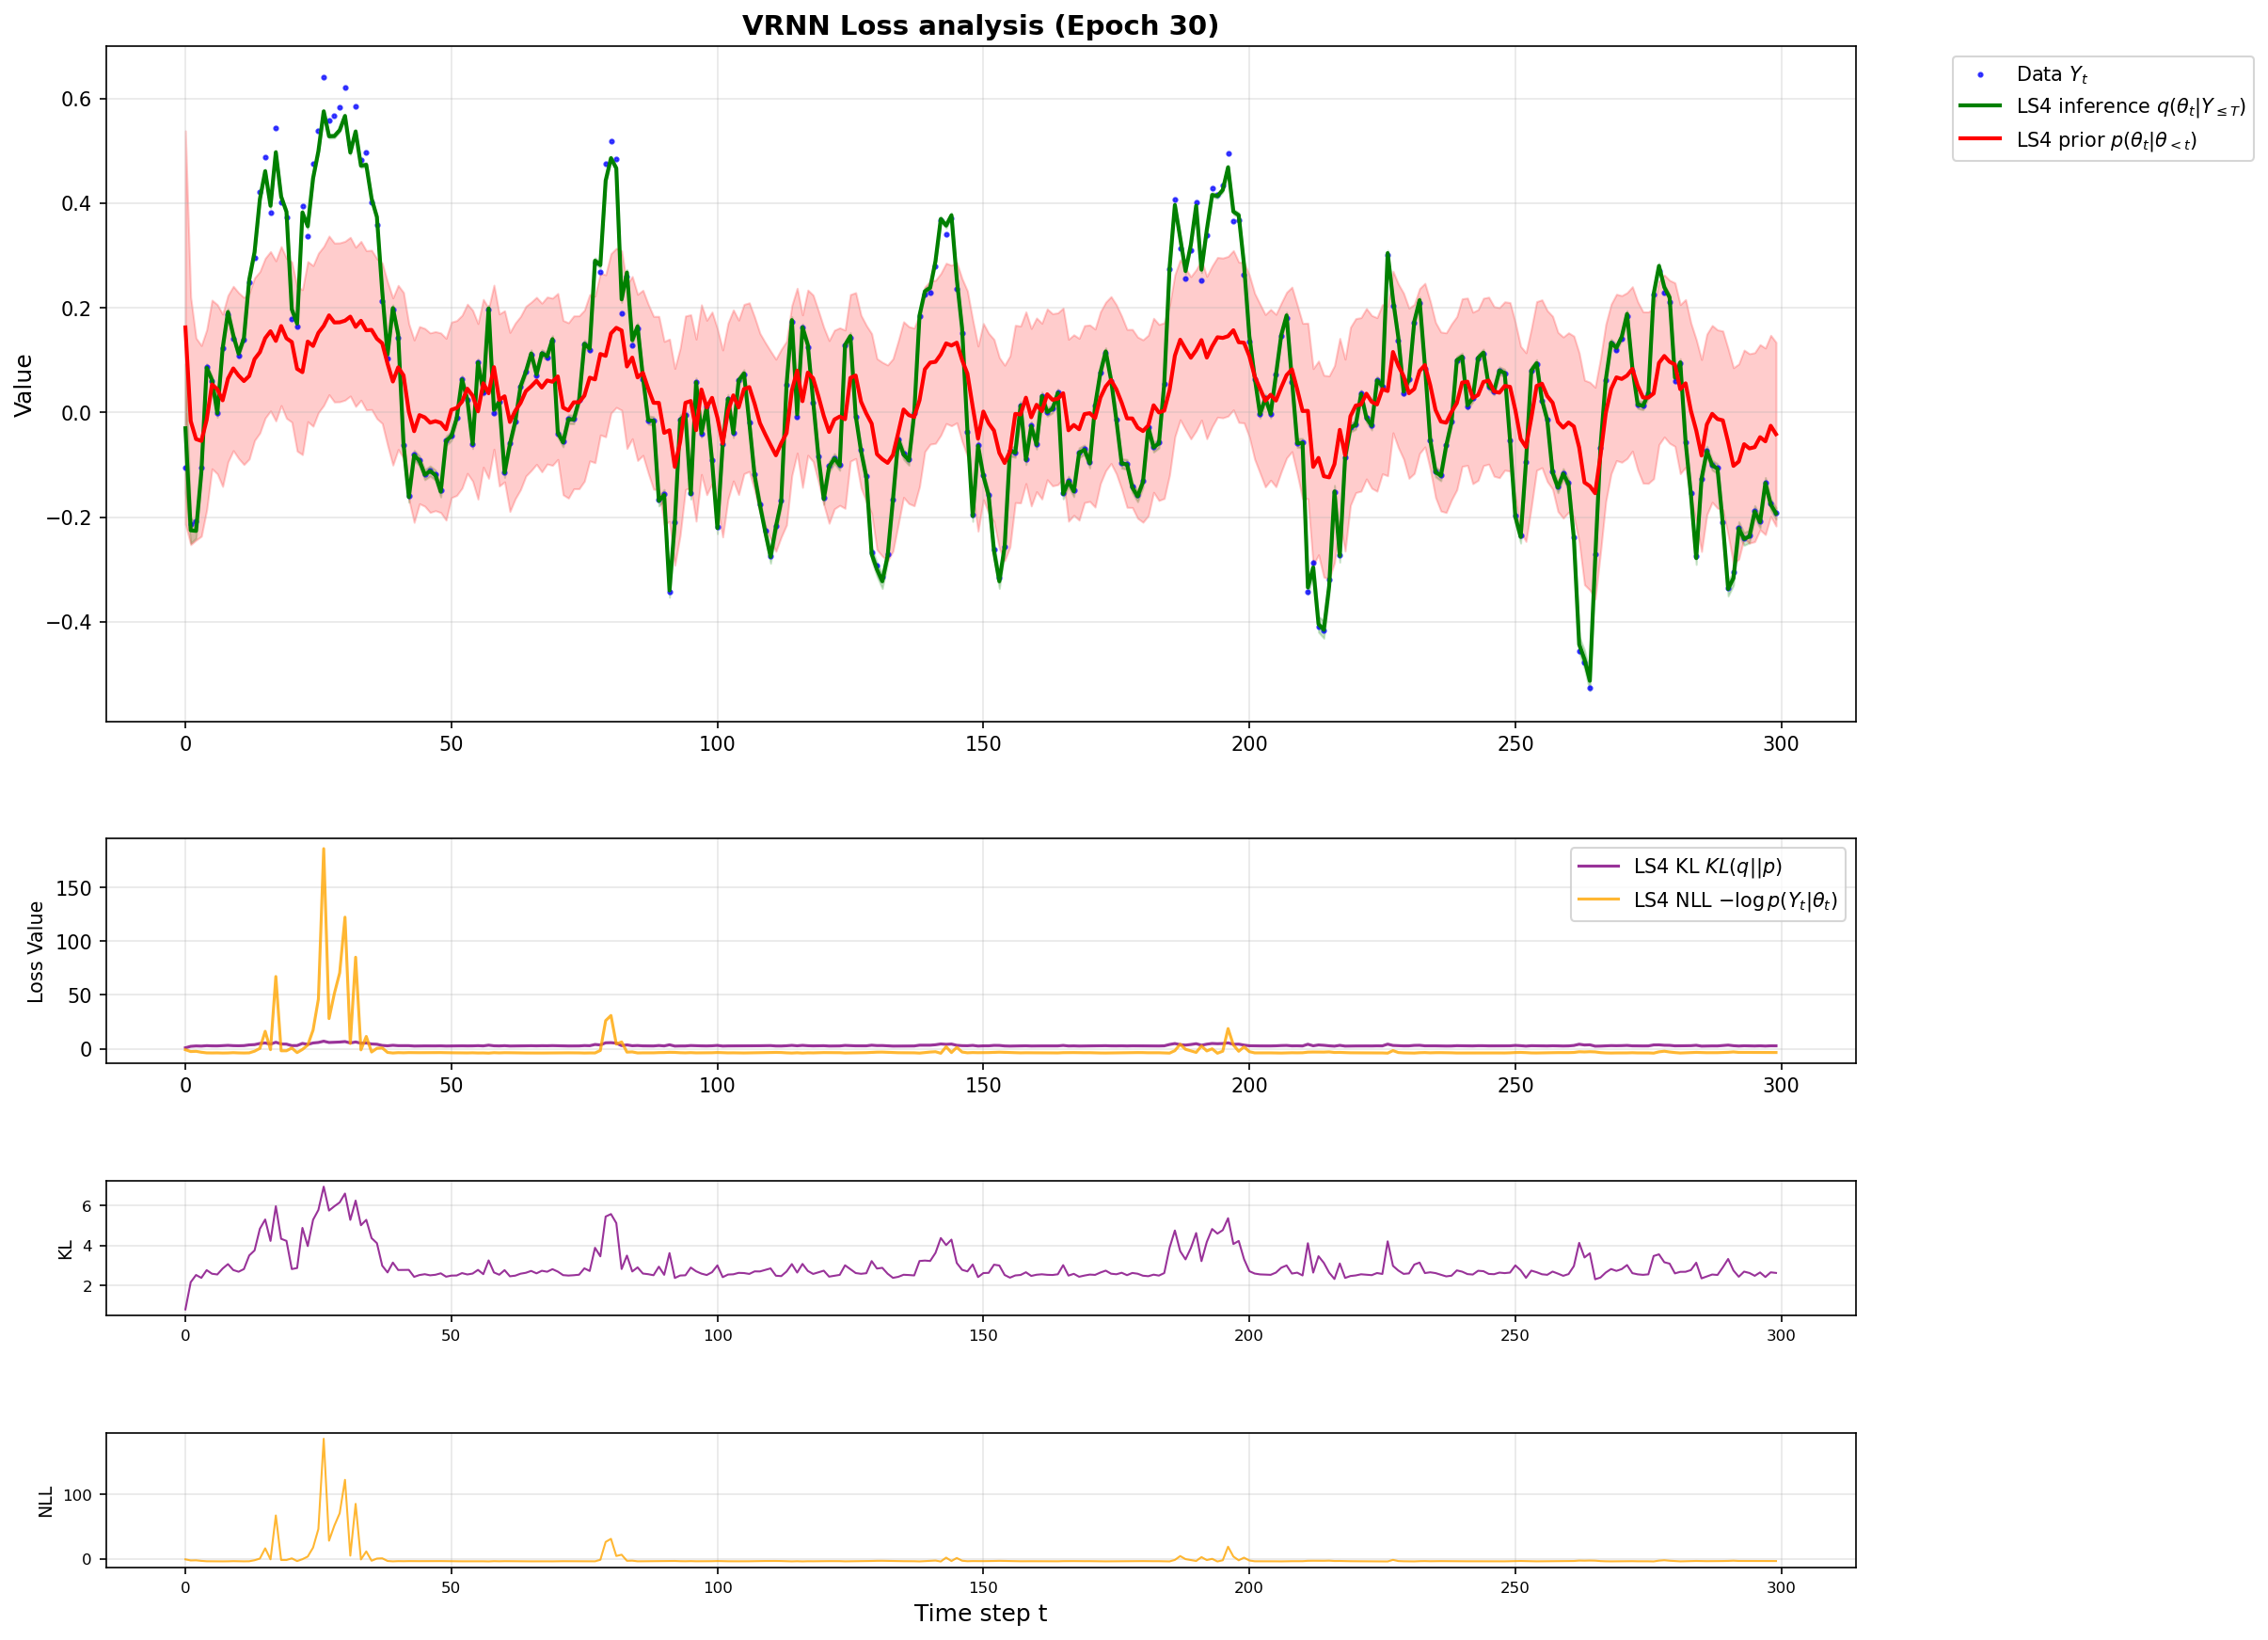 VRNN Loss analysis (Epoch 30)
Value
0.6
0.4
0.2
0.0
−0.2
−0.4
0 50 100 150 200 250 300
Data Yₜ
LS4 inference q(θₜ|Y≤T)
LS4 prior p(θₜ|θ<t)
Loss Value
150
100
50
0
0 50 100 150 200 250 300
LS4 KL KL(q||p)
LS4 NLL −log p(Yₜ|θₜ)
KL
6
4
2
0 50 100 150 200 250 300
NLL
100
0
0 50 100 150 200 250 300
Time step t